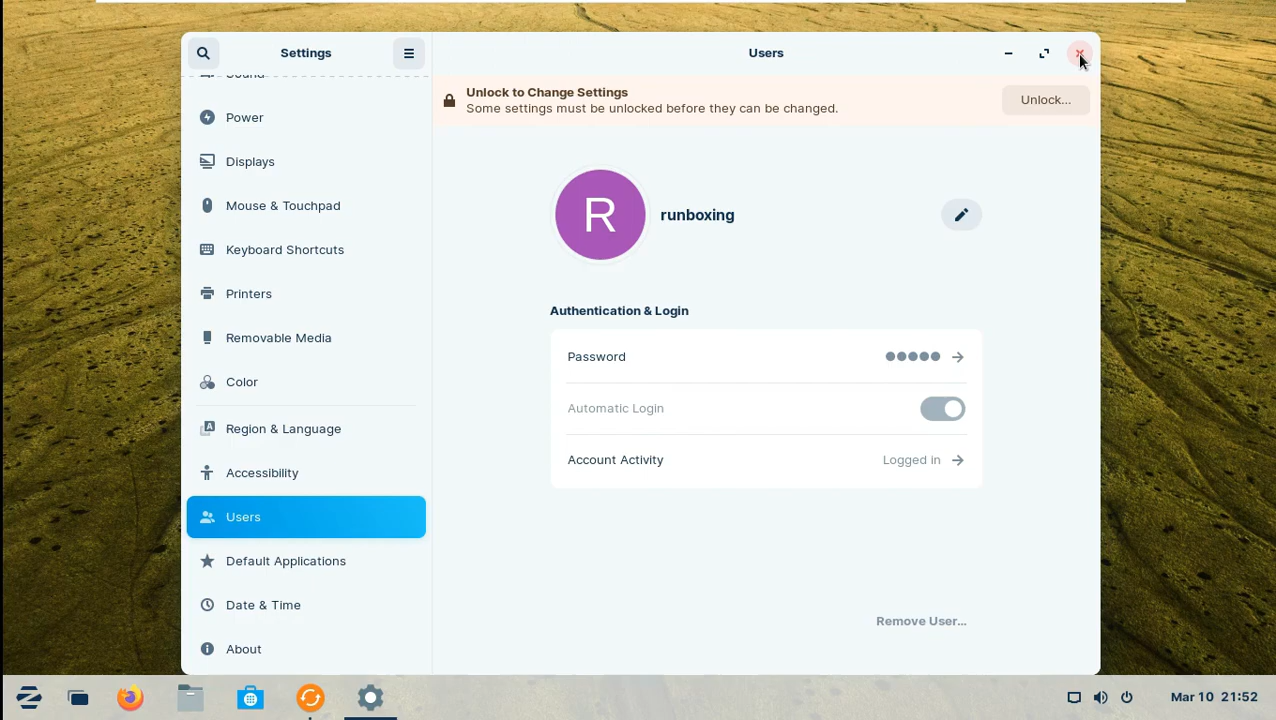 Settings
Users
Sound
Power
Displays
Mouse & Touchpad
Keyboard Shortcuts
Printers
Removable Media
Color
Region & Language
Accessibility
Users
Default Applications
Date & Time
About
Unlock to Change Settings
Some settings must be unlocked before they can be changed.
Unlock...
R
runboxing
Authentication & Login
Password
Automatic Login
Account Activity
Logged in
Remove User...
Mar 10 21:52